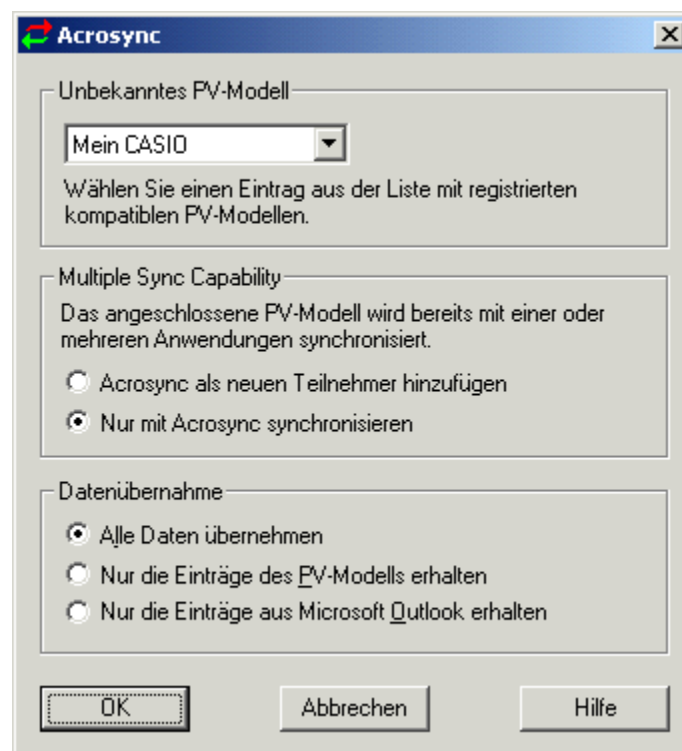 Acrosync
Unbekanntes PV-Modell
Mein CASIO
Wählen Sie einen Eintrag aus der Liste mit registrierten
kompatiblen PV-Modellen.
Multiple Sync Capability
Das angeschlossene PV-Modell wird bereits mit einer oder
mehreren Anwendungen synchronisiert.
Acrosync als neuen Teilnehmer hinzufügen
Nur mit Acrosync synchronisieren
Datenübernahme
Alle Daten übernehmen
Nur die Einträge des PV-Modells erhalten
Nur die Einträge aus Microsoft Outlook erhalten
OK Abbrechen Hilfe